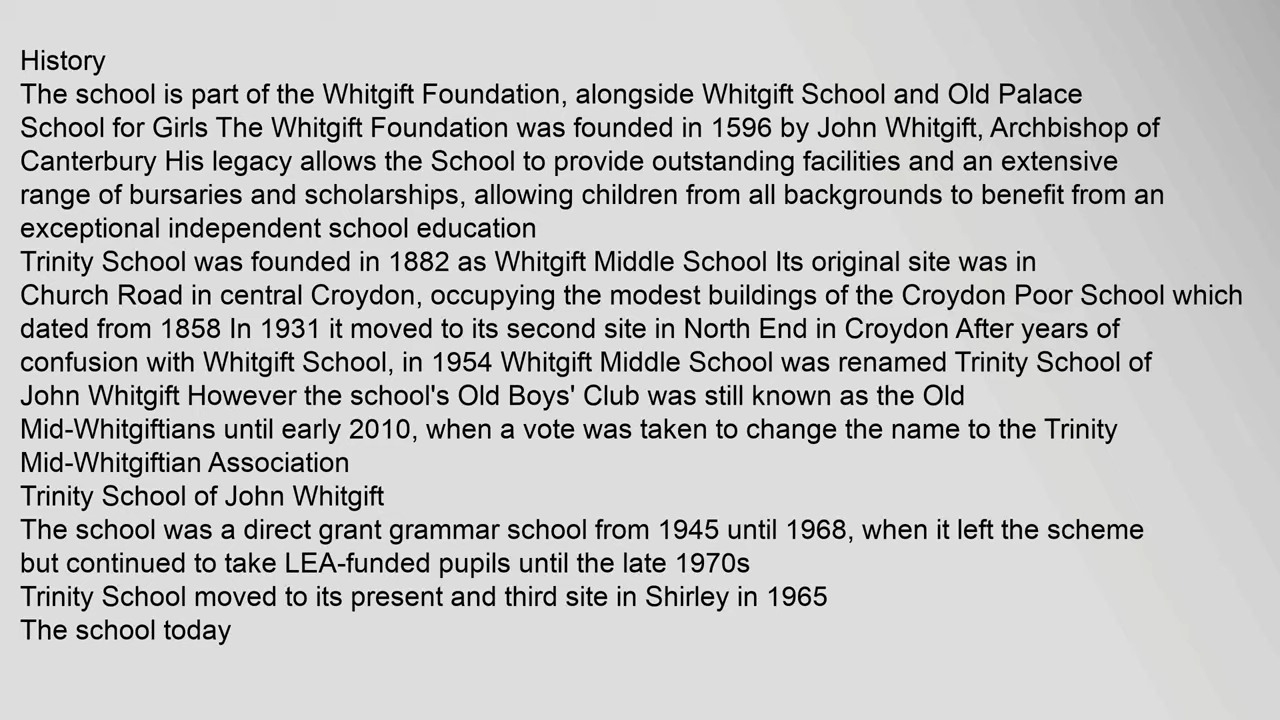 History
The school is part of the Whitgift Foundation, alongside Whitgift School and Old Palace
School for Girls The Whitgift Foundation was founded in 1596 by John Whitgift, Archbishop of
Canterbury His legacy allows the School to provide outstanding facilities and an extensive
range of bursaries and scholarships, allowing children from all backgrounds to benefit from an
exceptional independent school education
Trinity School was founded in 1882 as Whitgift Middle School Its original site was in
Church Road in central Croydon, occupying the modest buildings of the Croydon Poor School which
dated from 1858 In 1931 it moved to its second site in North End in Croydon After years of
confusion with Whitgift School, in 1954 Whitgift Middle School was renamed Trinity School of
John Whitgift However the school's Old Boys' Club was still known as the Old
Mid-Whitgiftians until early 2010, when a vote was taken to change the name to the Trinity
Mid-Whitgiftian Association
Trinity School of John Whitgift
The school was a direct grant grammar school from 1945 until 1968, when it left the scheme
but continued to take LEA-funded pupils until the late 1970s
Trinity School moved to its present and third site in Shirley in 1965
The school today